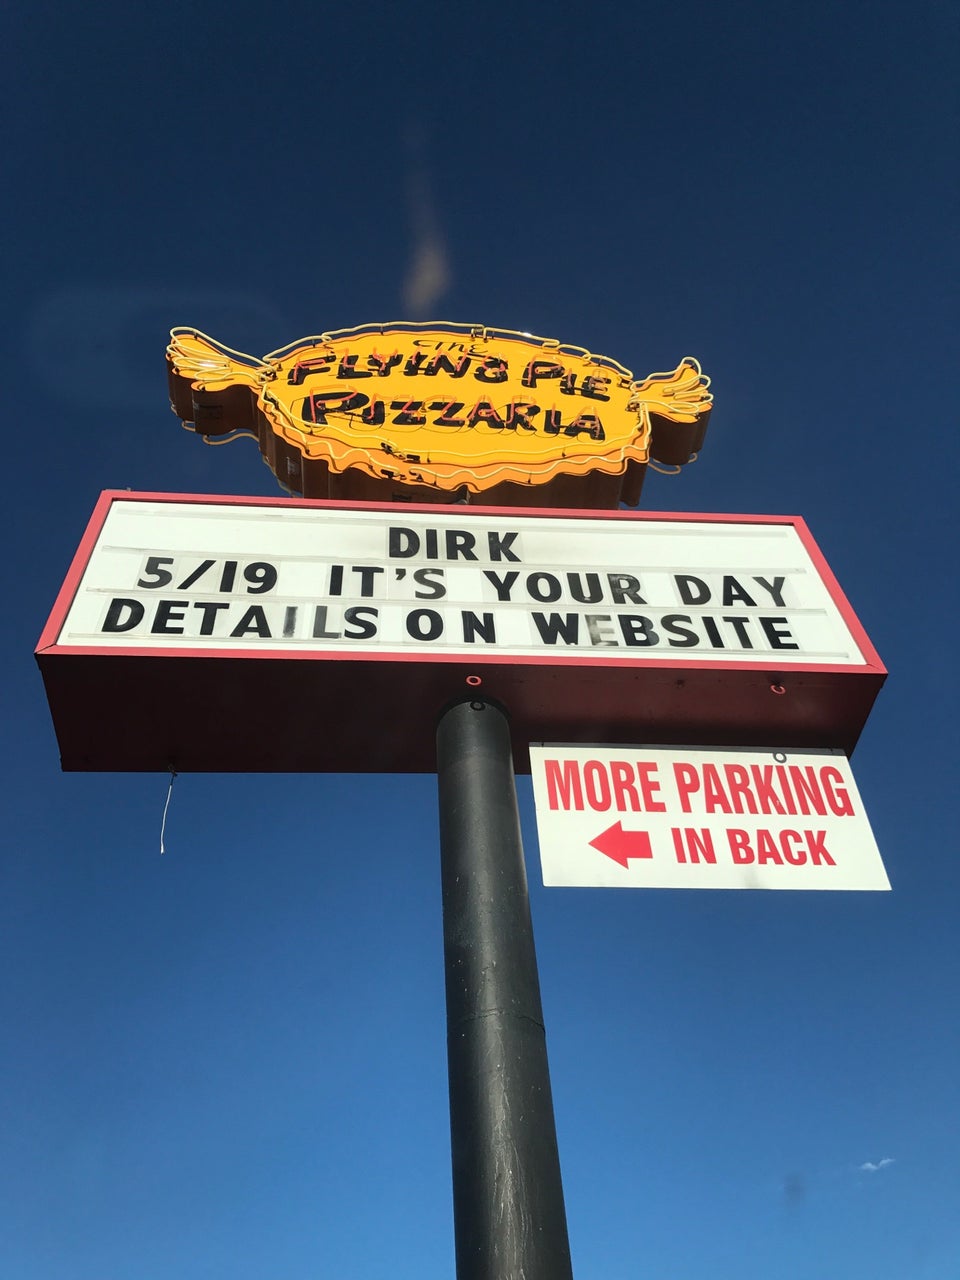 The
FLYING PIE
PIZZARIA
DIRK
5/19 IT'S YOUR DAY
DETAILS ON WEBSITE
MORE PARKING
IN BACK